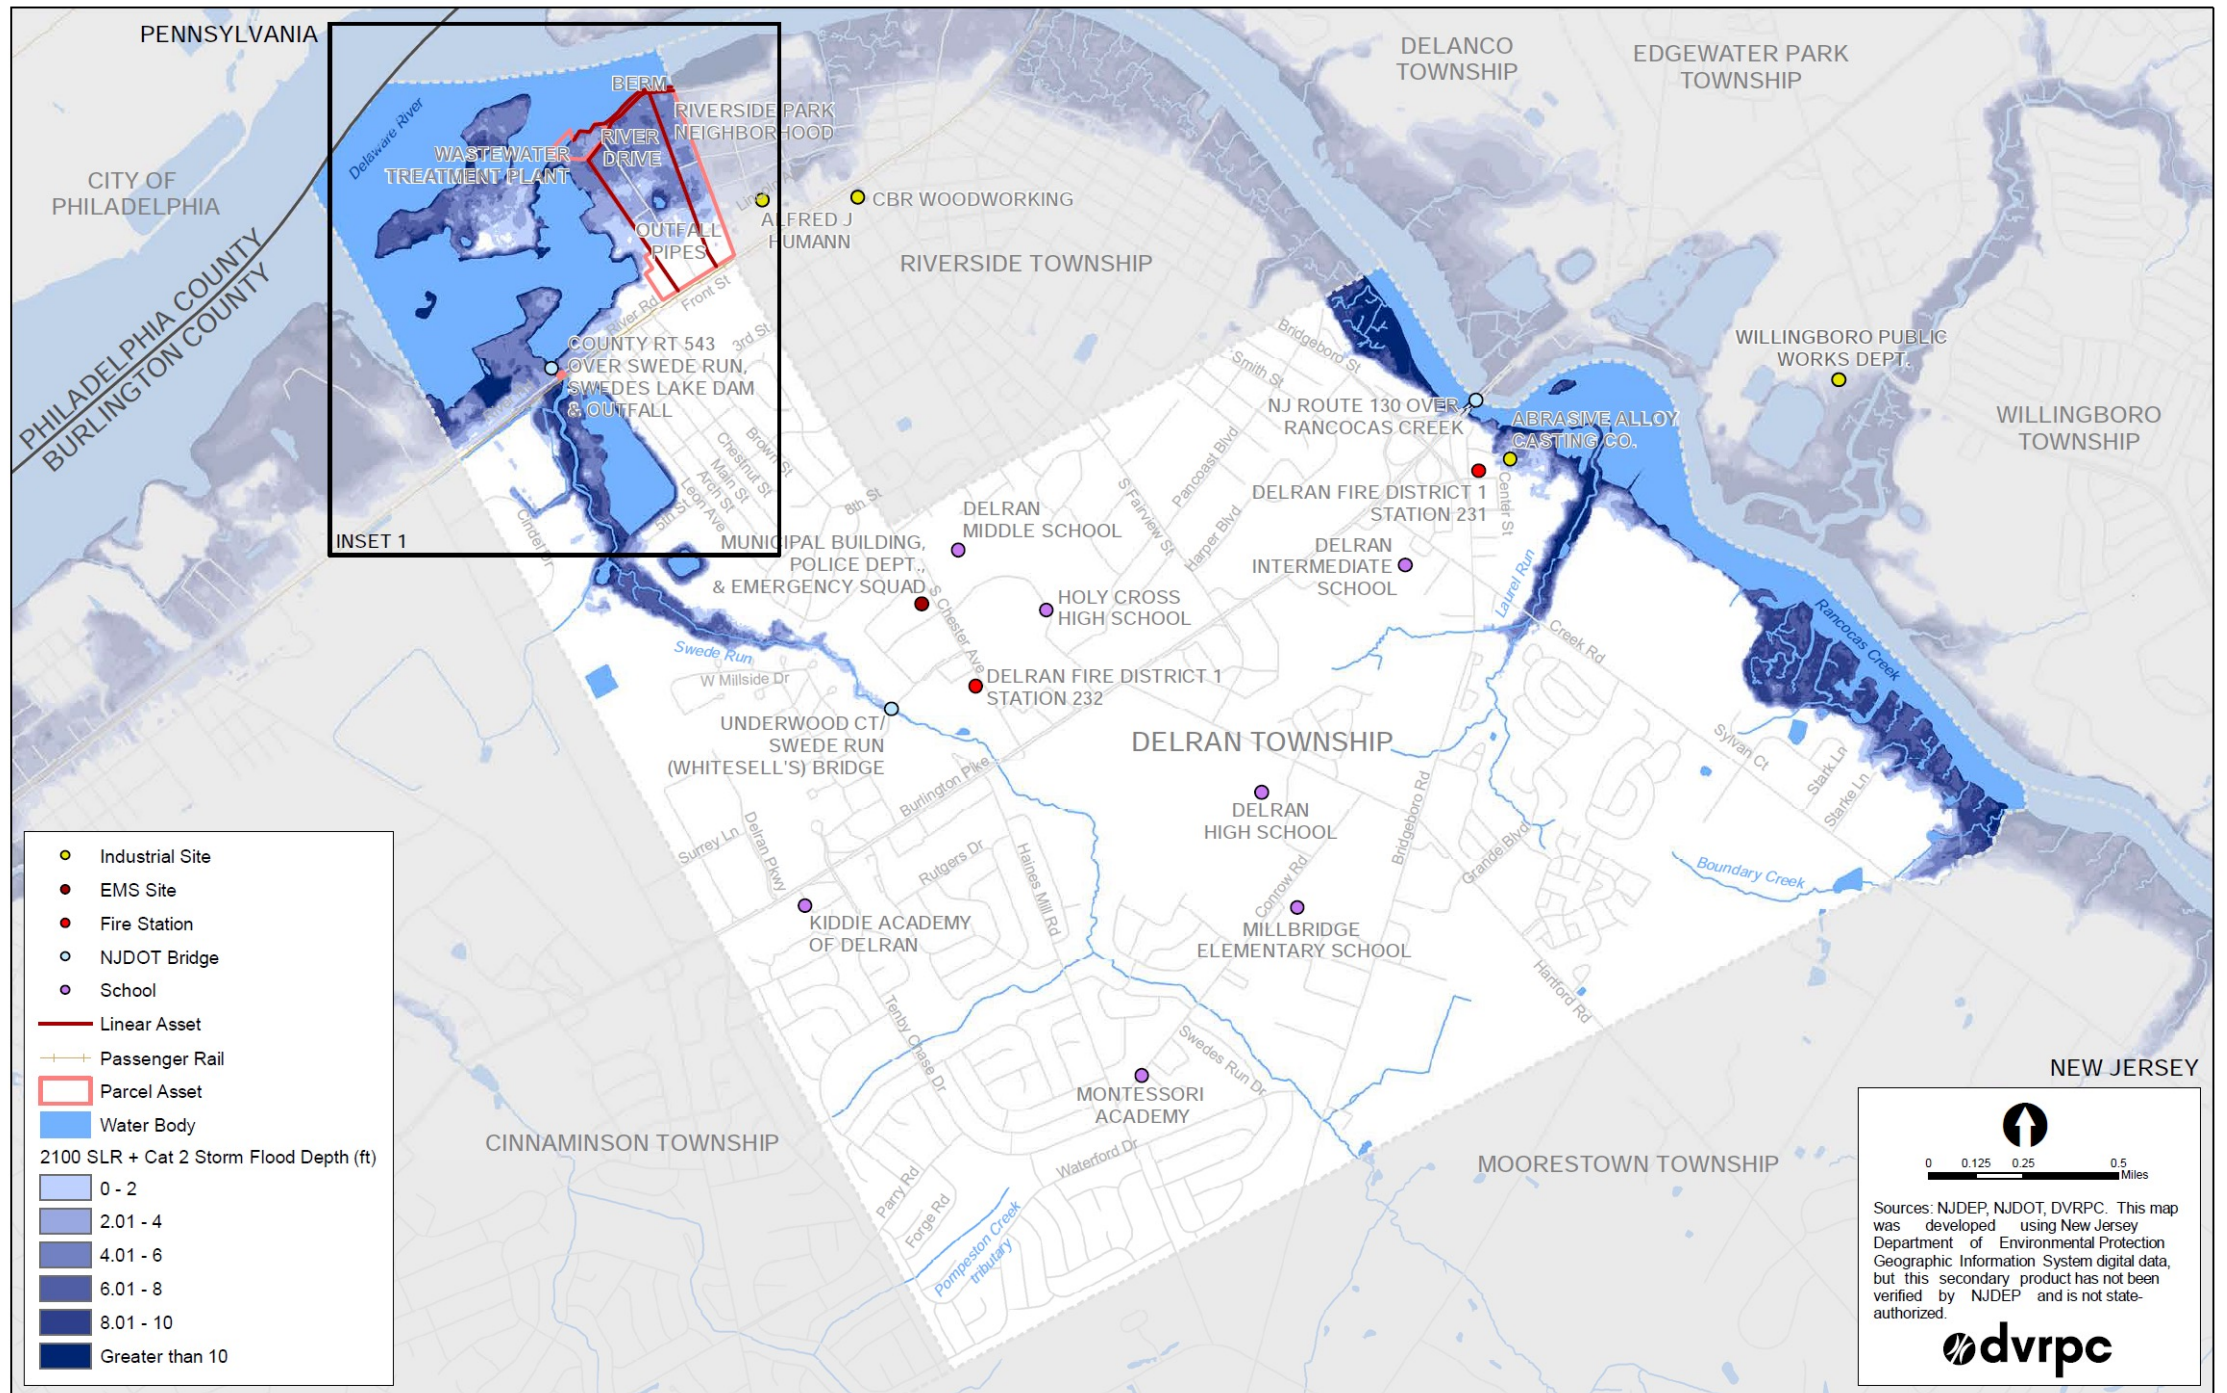 PENNSYLVANIA
DELANCO
TOWNSHIP
EDGEWATER PARK
TOWNSHIP
BERM
Delaware River
RIVERSIDE PARK
NEIGHBORHOOD
RIVER
DRIVE
WASTEWATER
TREATMENT PLANT
CITY OF
PHILADELPHIA
CBR WOODWORKING
ALFRED J
HUMANN
OUTFALL
PIPES
RIVERSIDE TOWNSHIP
PHILADELPHIA COUNTY
BURLINGTON COUNTY
River Rd
Front St
3rd St
COUNTY RT 543
OVER SWEDE RUN,
SWEDES LAKE DAM
& OUTFALL
WILLINGBORO PUBLIC
WORKS DEPT.
WILLINGBORO
TOWNSHIP
Bridgeboro St
Smith St
NJ ROUTE 130 OVER
RANCOCAS CREEK
ABRASIVE ALLOY
CASTING CO.
Brown St
Chestnut St
Main St
Arch St
Leon Ave
5th St
8th St
Pancoast Blvd
S Fairview St
Harper Blvd
DELRAN FIRE DISTRICT 1
STATION 231
Center St
Cindel Dr
INSET 1
DELRAN
MIDDLE SCHOOL
MUNICIPAL BUILDING,
POLICE DEPT.,
& EMERGENCY SQUAD
DELRAN
INTERMEDIATE
SCHOOL
Laurel Run
HOLY CROSS
HIGH SCHOOL
S Chester Ave
Creek Rd
Rancocas Creek
Swede Run
W Millside Dr
DELRAN FIRE DISTRICT 1
STATION 232
UNDERWOOD CT/
SWEDE RUN
(WHITESELL'S) BRIDGE
DELRAN TOWNSHIP
Sylvan Ct
Stark Ln
Starke Ln
Burlington Pike
DELRAN
HIGH SCHOOL
Bridgeboro Rd
Grande Blvd
Surrey Ln
Delran Pkwy
Rutgers Dr
Haines Mill Rd
Conrow Rd
Boundary Creek
KIDDIE ACADEMY
OF DELRAN
MILLBRIDGE
ELEMENTARY SCHOOL
Hartford Rd
Tenby Chase Dr
Swedes Run Dr
MONTESSORI
ACADEMY
Waterford Dr
CINNAMINSON TOWNSHIP
MOORESTOWN TOWNSHIP
Parry Rd
Forge Rd
Pompeston Creek
tributary
Industrial Site
EMS Site
Fire Station
NJDOT Bridge
School
Linear Asset
Passenger Rail
Parcel Asset
Water Body
2100 SLR + Cat 2 Storm Flood Depth (ft)
0 - 2
2.01 - 4
4.01 - 6
6.01 - 8
8.01 - 10
Greater than 10
NEW JERSEY
0 0.125 0.25 0.5
Miles
Sources: NJDEP, NJDOT, DVRPC. This map
was developed using New Jersey
Department of Environmental Protection
Geographic Information System digital data,
but this secondary product has not been
verified by NJDEP and is not state-
authorized.
dvrpc